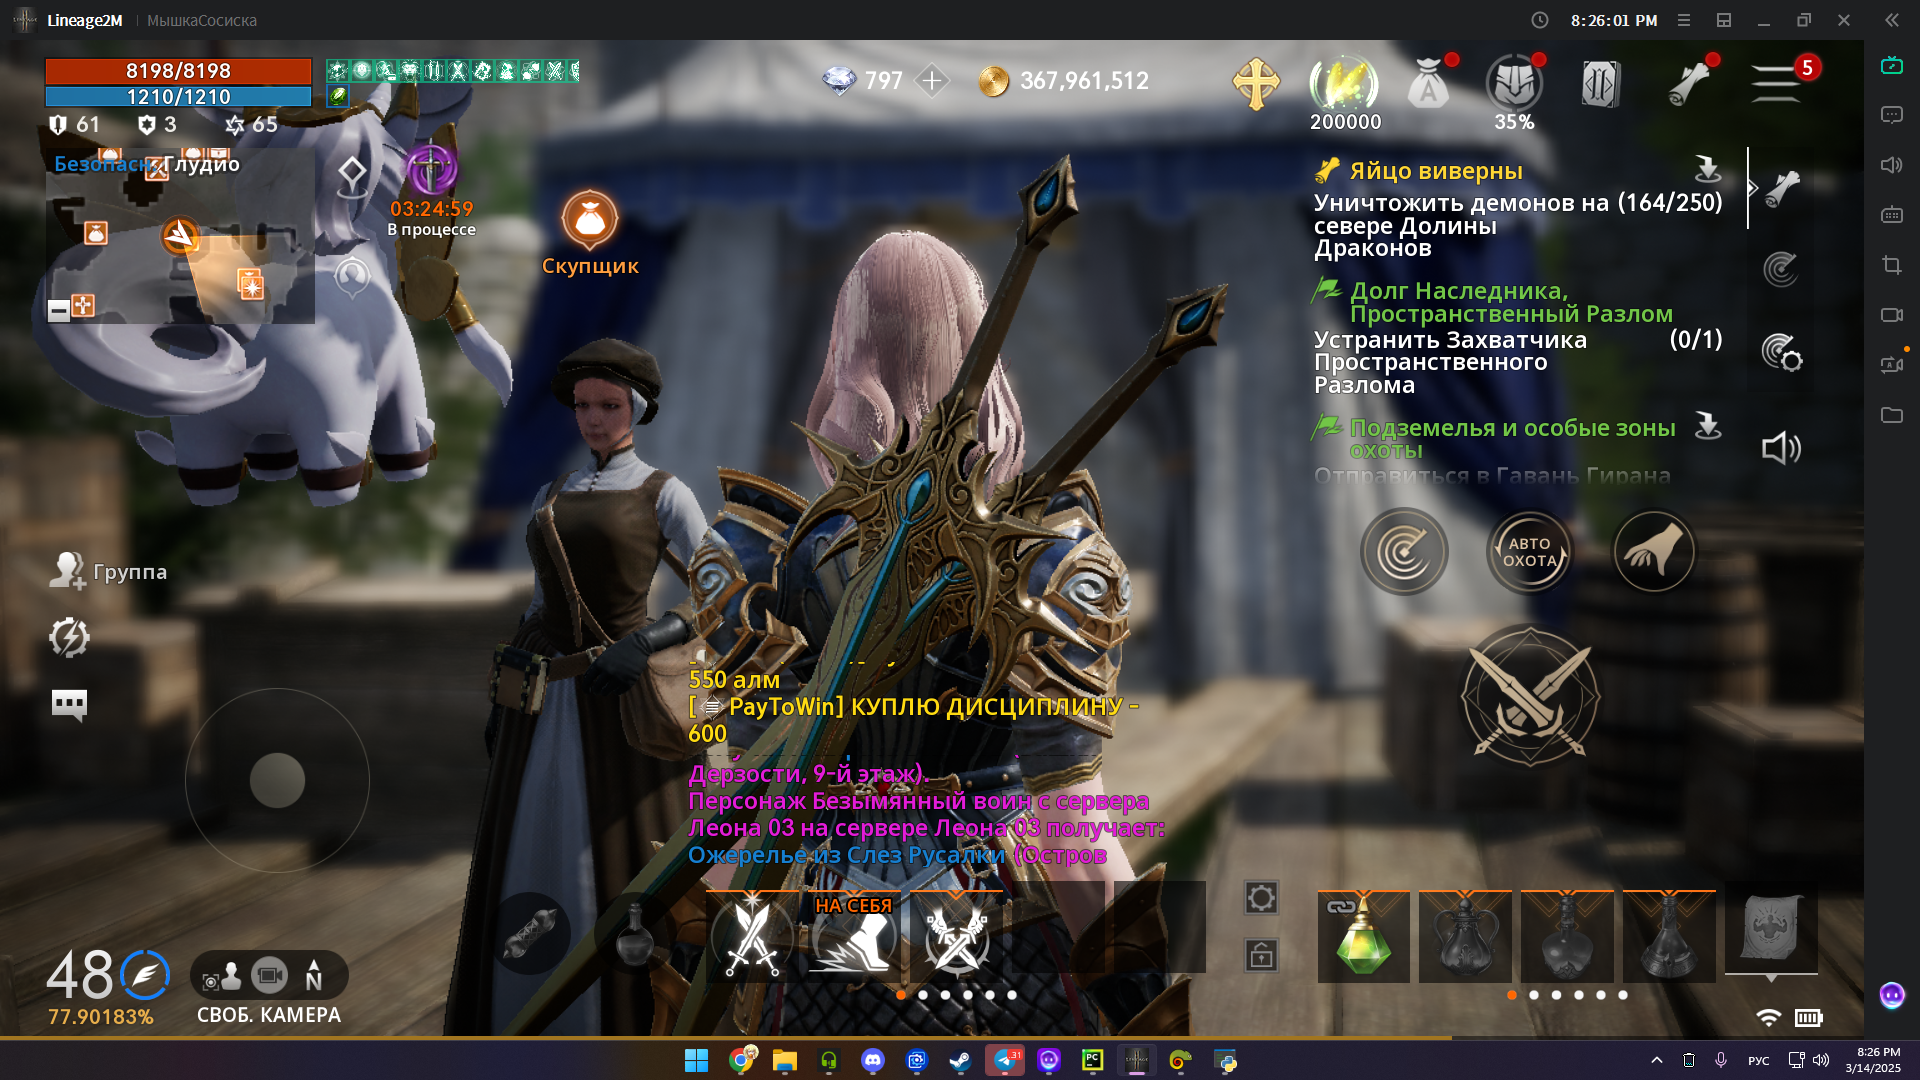 Lineage2M
МышкаСосиска
8:26:01 PM
8198/8198
1210/1210
61
3
65
797
367,961,512
200000
35%
5
Безопасн
Глудио
03:24:59
В процессе
Скупщик
Яйцо виверны
Уничтожить демонов на (164/250)
севере Долины
Драконов
Долг Наследника,
Пространственный Разлом
Устранить Захватчика (0/1)
Пространственного
Разлома
Подземелья и особые зоны
охоты
Отправиться в Гавань Гирана
АВТО
ОХОТА
Группа
550 алм
[PayToWin] КУПЛЮ ДИСЦИПЛИНУ -
600
Дерзости, 9-й этаж).
Персонаж Безымянный воин с сервера
Леона 03 на сервере Леона 03 получает:
Ожерелье из Слез Русалки (Остров
НА СЕБЯ
48
77.90183%
N
СВОБ. КАМЕРА
31
PC
РУС
8:26 PM
3/14/2025